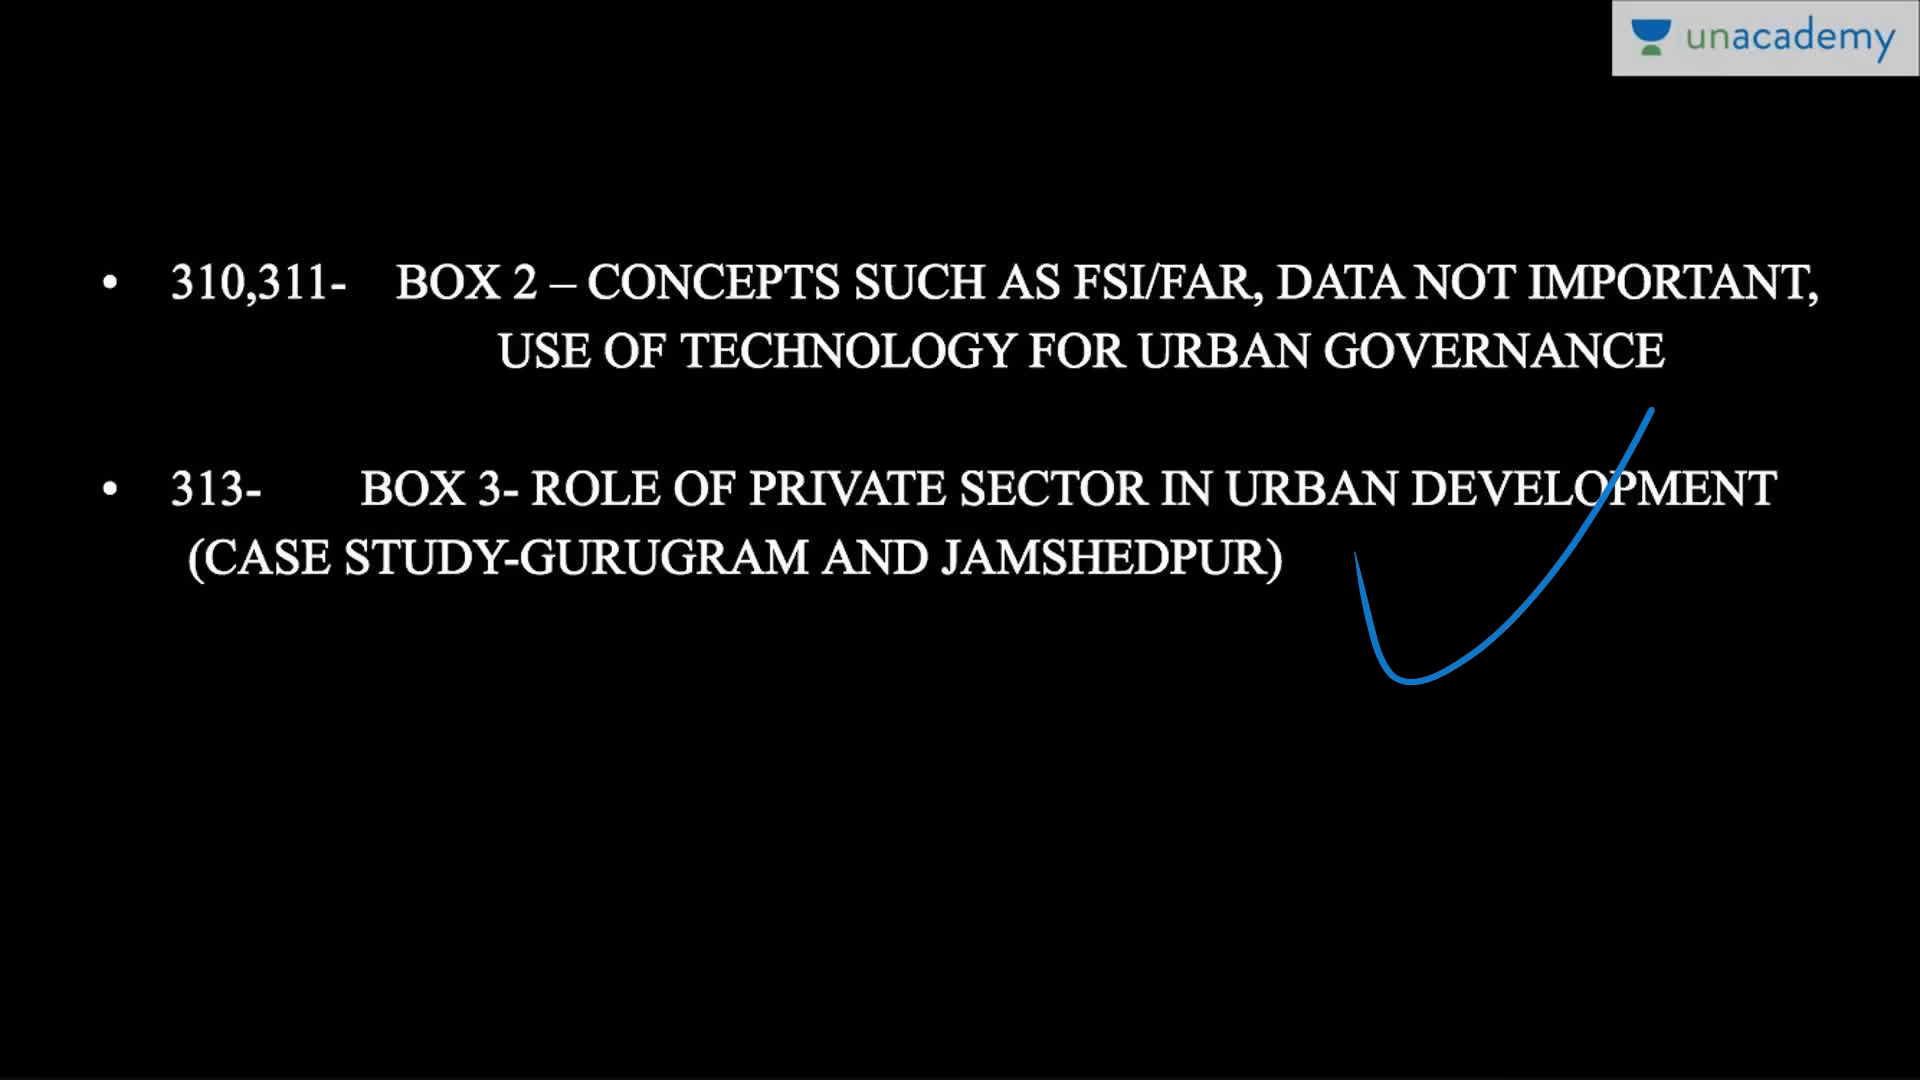 unacademy
• 310,311- BOX 2 – CONCEPTS SUCH AS FSI/FAR, DATA NOT IMPORTANT,
USE OF TECHNOLOGY FOR URBAN GOVERNANCE
• 313- BOX 3- ROLE OF PRIVATE SECTOR IN URBAN DEVELOPMENT
(CASE STUDY-GURUGRAM AND JAMSHEDPUR)